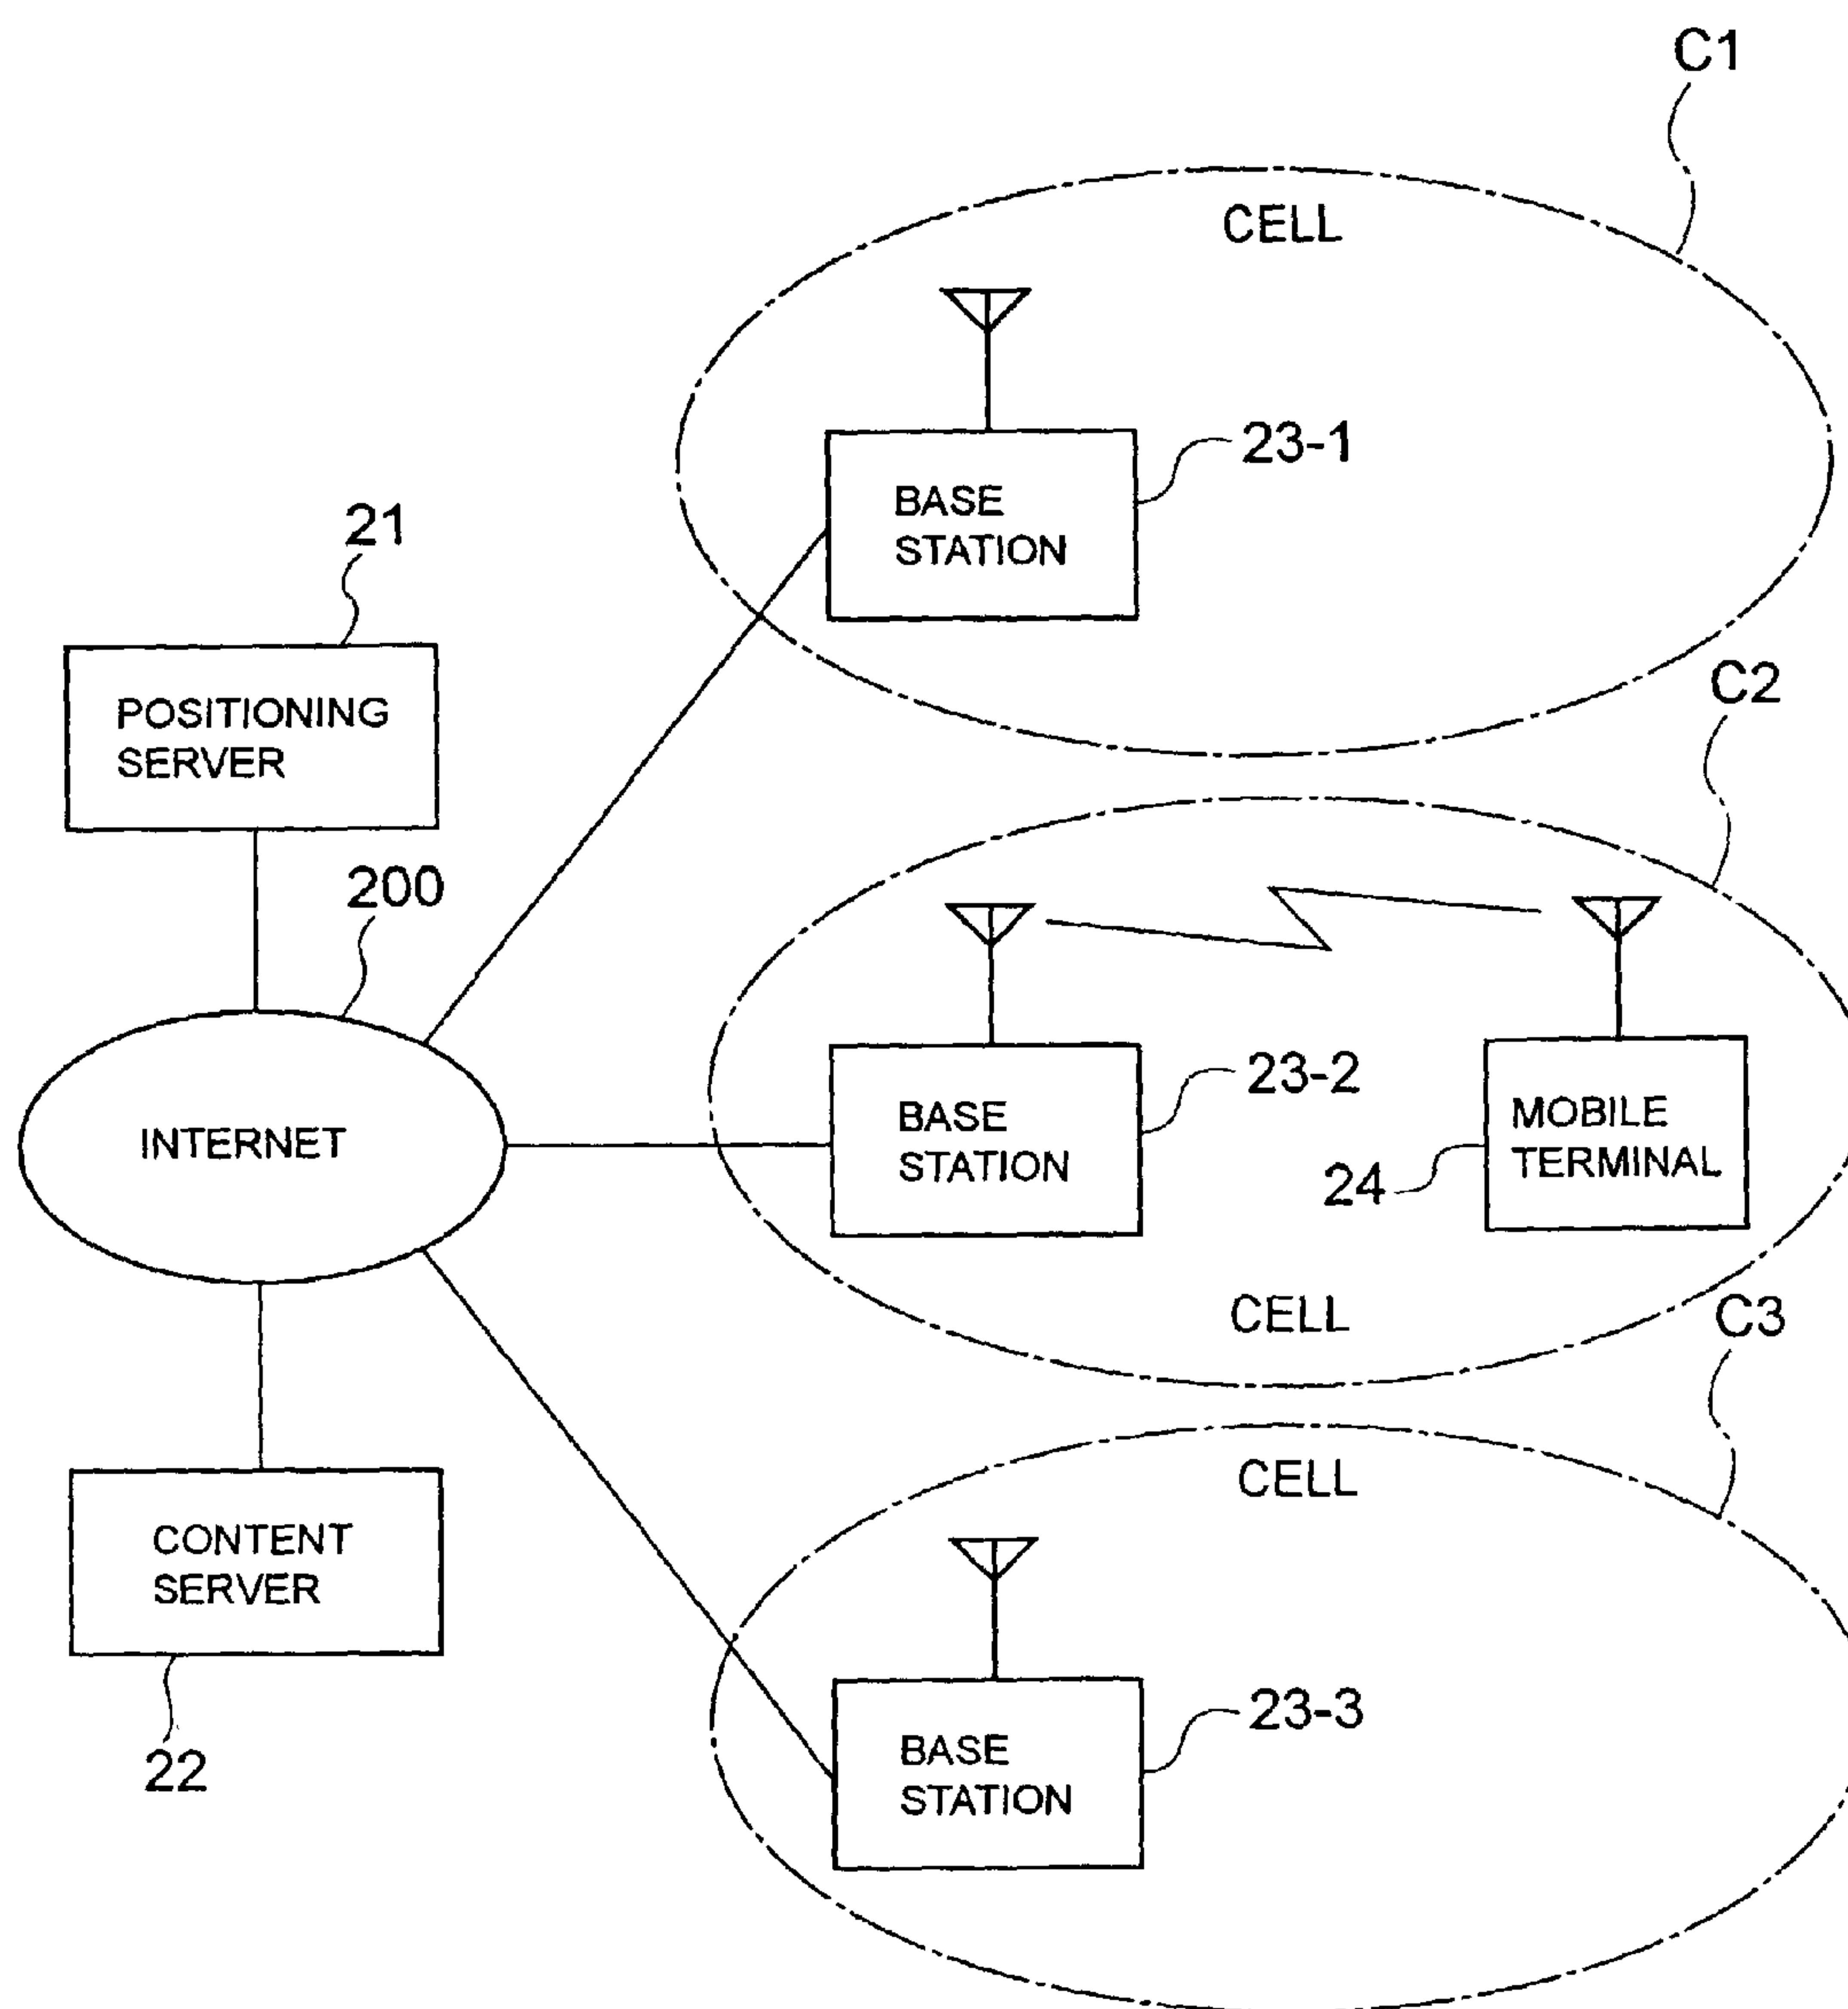 C1
CELL
23-1
BASE
STATION
21
POSITIONING
SERVER
C2
200
INTERNET
23-2
BASE
STATION
MOBILE
TERMINAL
24
CELL
C3
CELL
CONTENT
SERVER
22
23-3
BASE
STATION